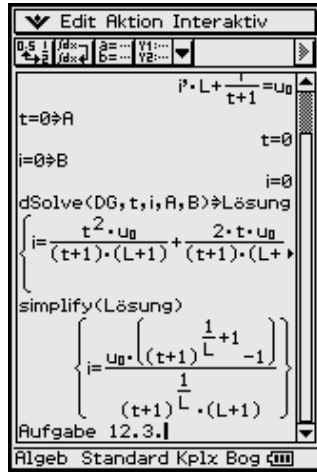 Edit Aktion Interaktiv
i'·L+i/(t+1)=u₀
t=0⇒A
t=0
i=0⇒B
i=0
dSolve(DG,t,i,A,B)⇒Lösung
{i=t²·u₀/((t+1)·(L+1))+2·t·u₀/((t+1)·(L+
simplify(Lösung)
{i=u₀·((t+1)^(1/L+1)-1)/((t+1)^(1/L)·(L+1))}
Aufgabe 12.3.
Algeb Standard Kplx Bog